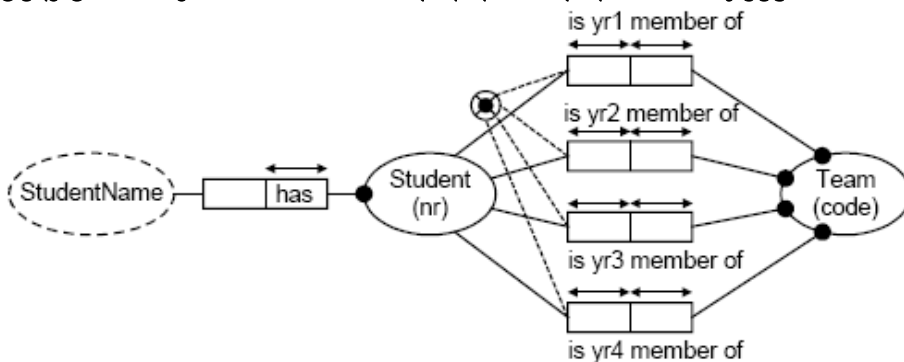 is yr1 member of
is yr2 member of
StudentName
has
Student
(nr)
Team
(code)
is yr3 member of
is yr4 member of